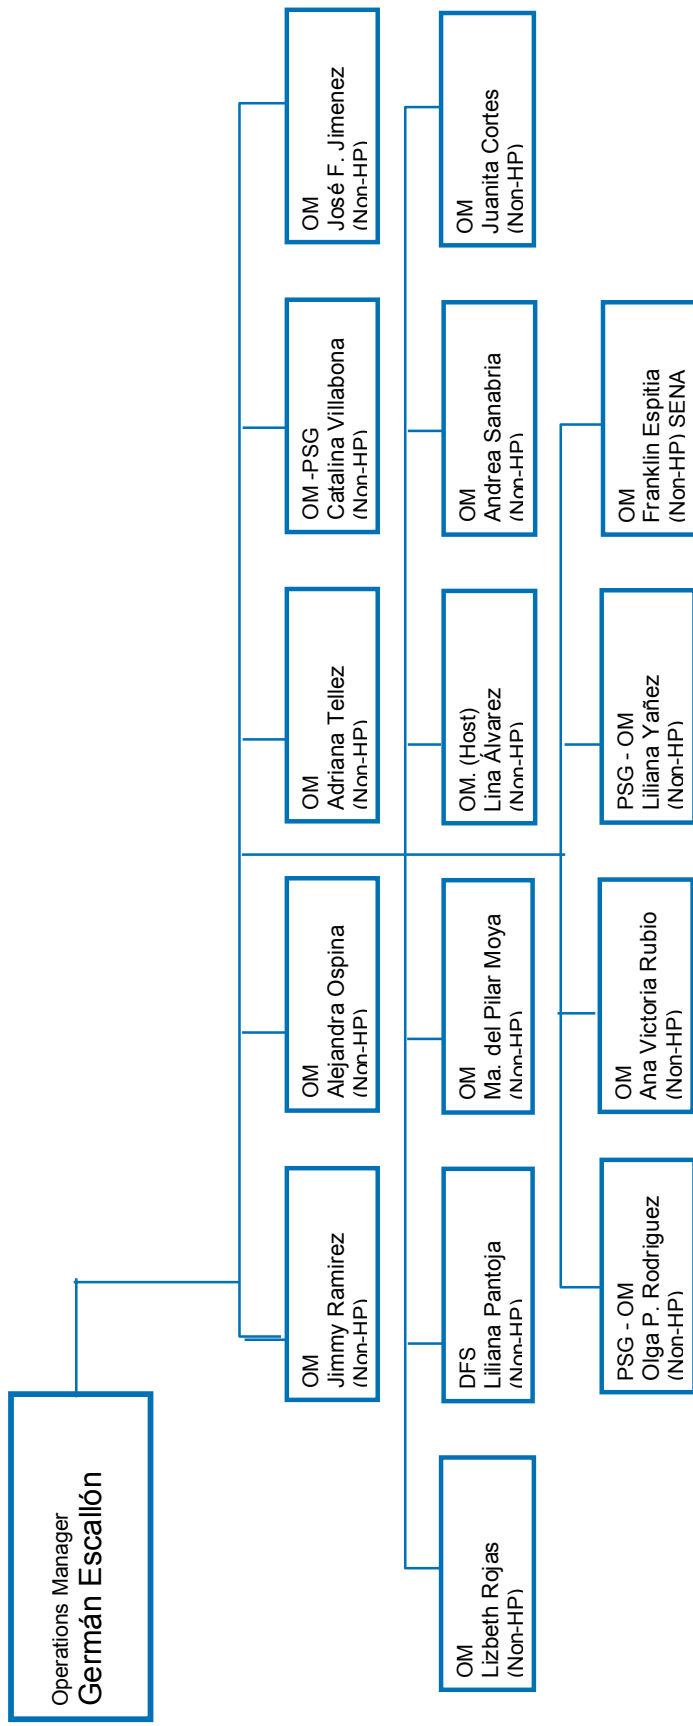 Operations Manager
Germán Escallón
OM
Jimmy Ramirez
(Non-HP)
OM
Alejandra Ospina
(Non-HP)
OM
Adriana Tellez
(Non-HP)
OM -PSG
Catalina Villabona
(Non-HP)
OM
José F. Jimenez
(Non-HP)
OM
Lizbeth Rojas
(Non-HP)
DFS
Liliana Pantoja
(Non-HP)
OM
Ma. del Pilar Moya
(Non-HP)
OM. (Host)
Lina Álvarez
(Non-HP)
OM
Andrea Sanabria
(Non-HP)
OM
Juanita Cortes
(Non-HP)
PSG - OM
Olga P. Rodriguez
(Non-HP)
OM
Ana Victoria Rubio
(Non-HP)
PSG - OM
Liliana Yañez
(Non-HP)
OM
Franklin Espitia
(Non-HP) SENA